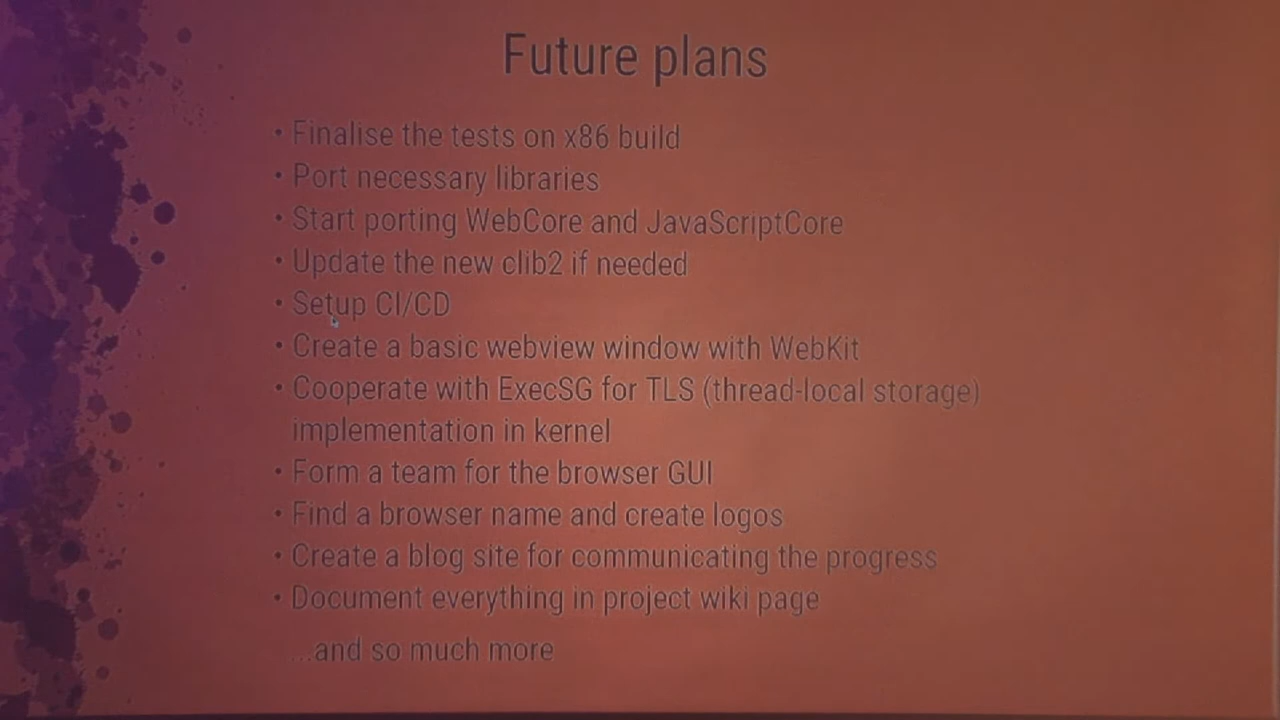 Future plans
• Finalise the tests on x86 build
• Port necessary libraries
• Start porting WebCore and JavaScriptCore
• Update the new clib2 if needed
• Setup CI/CD
• Create a basic webview window with WebKit
• Cooperate with ExecSG for TLS (thread-local storage)
implementation in kernel
• Form a team for the browser GUI
• Find a browser name and create logos
• Create a blog site for communicating the progress
• Document everything in project wiki page
...and so much more